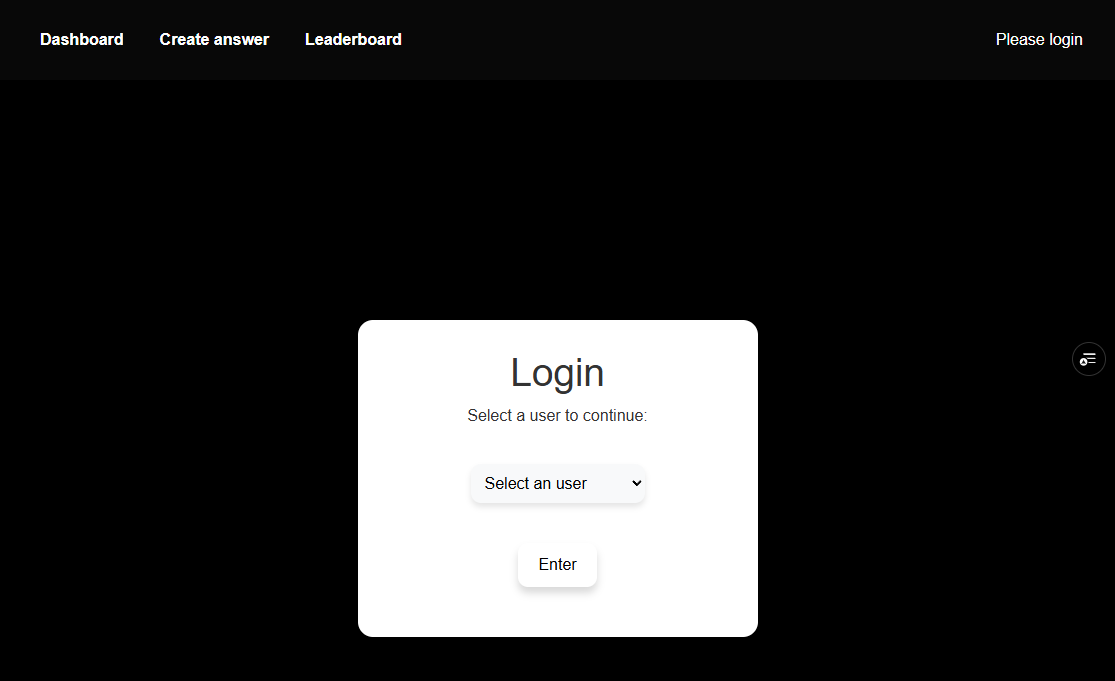 Dashboard Create answer Leaderboard Please login
Login
Select a user to continue:
Select an user
Enter